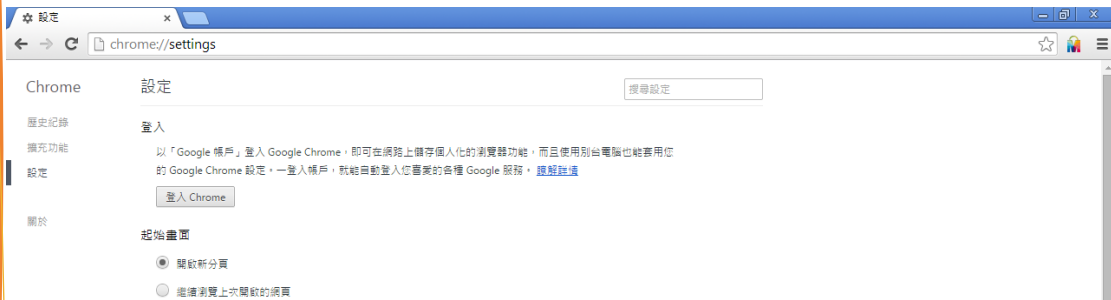 設定
chrome://settings
Chrome
設定
搜尋設定
歷史紀錄
擴充功能
設定
關於
登入
以「Google 帳戶」登入 Google Chrome，即可在網路上儲存個人化的瀏覽器功能，而且使用別台電腦也能套用您
的 Google Chrome 設定。一登入帳戶，就能自動登入您喜愛的各種 Google 服務。 瞭解詳情
登入 Chrome
起始畫面
開啟新分頁
繼續瀏覽上次開啟的網頁